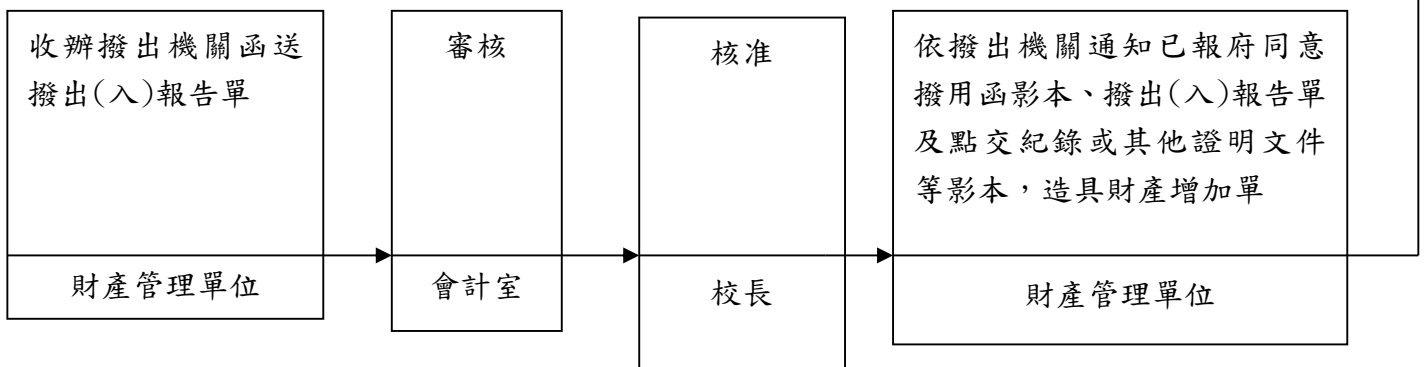 收辦撥出機關函送
撥出(入)報告單
財產管理單位
審核
會計室
核准
校長
依撥出機關通知已報府同意
撥用函影本、撥出(入)報告單
及點交紀錄或其他證明文件
等影本，造具財產增加單
財產管理單位